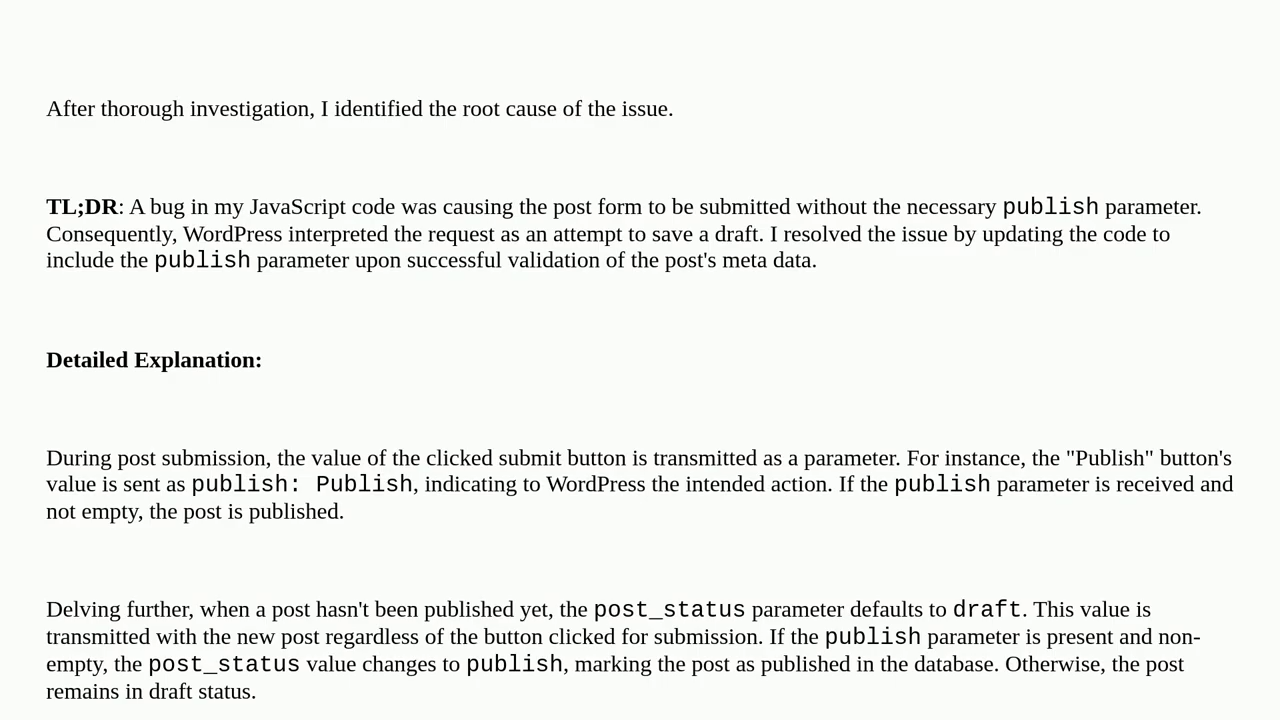 After thorough investigation, I identified the root cause of the issue.
TL;DR: A bug in my JavaScript code was causing the post form to be submitted without the necessary publish parameter.
Consequently, WordPress interpreted the request as an attempt to save a draft. I resolved the issue by updating the code to
include the publish parameter upon successful validation of the post's meta data.
Detailed Explanation:
During post submission, the value of the clicked submit button is transmitted as a parameter. For instance, the "Publish" button's
value is sent as publish: Publish, indicating to WordPress the intended action. If the publish parameter is received and
not empty, the post is published.
Delving further, when a post hasn't been published yet, the post_status parameter defaults to draft. This value is
transmitted with the new post regardless of the button clicked for submission. If the publish parameter is present and non-
empty, the post_status value changes to publish, marking the post as published in the database. Otherwise, the post
remains in draft status.